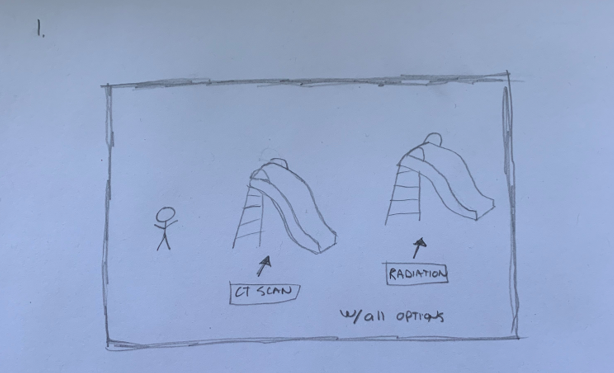 1.
CT SCAN
RADIATION
w/all options